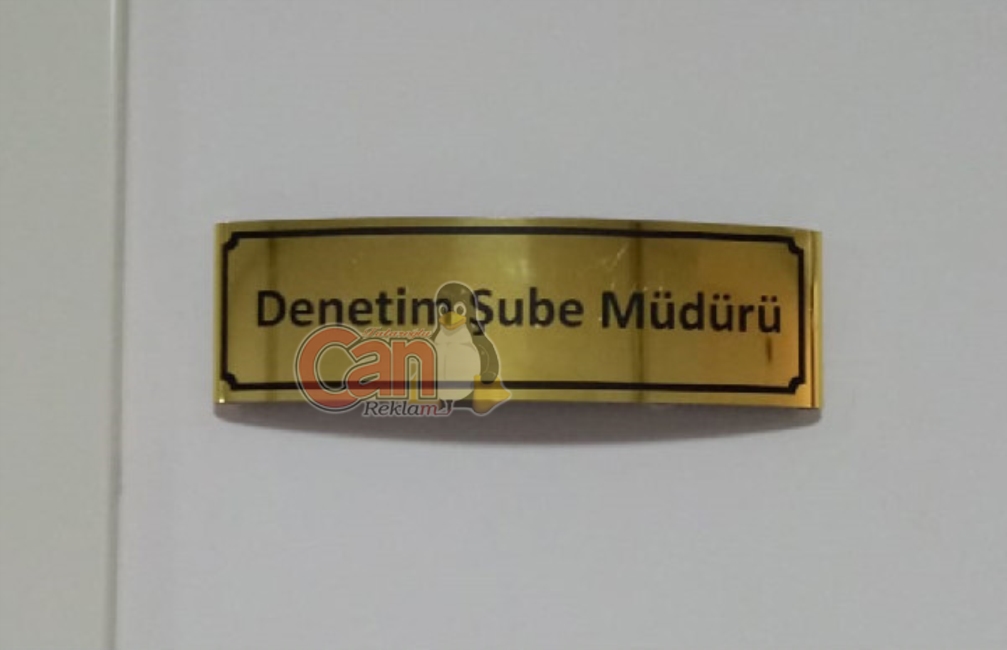 Denetim Şube Müdürü
Can
Reklam